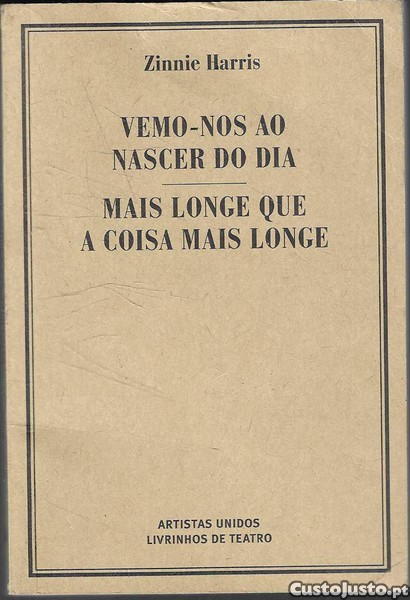 Zinnie Harris
VEMO-NOS AO
NASCER DO DIA
MAIS LONGE QUE
A COISA MAIS LONGE
ARTISTAS UNIDOS
LIVRINHOS DE TEATRO
CustoJusto.pt